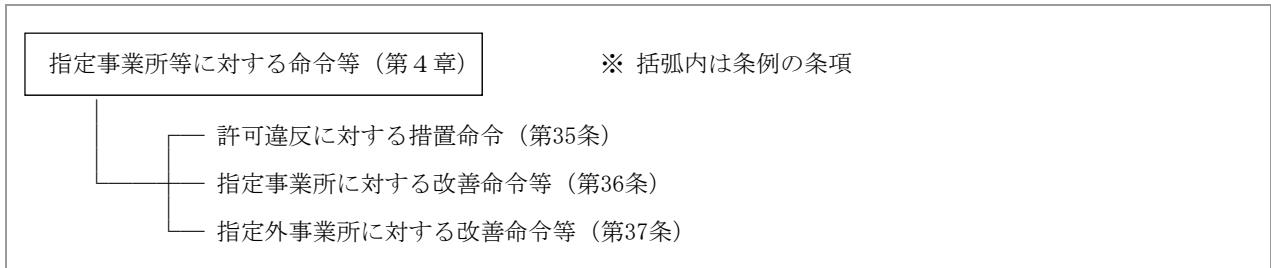 指定事業所等に対する命令等（第４章） ※ 括弧内は条例の条項
許可違反に対する措置命令（第35条）
指定事業所に対する改善命令等（第36条）
指定外事業所に対する改善命令等（第37条）